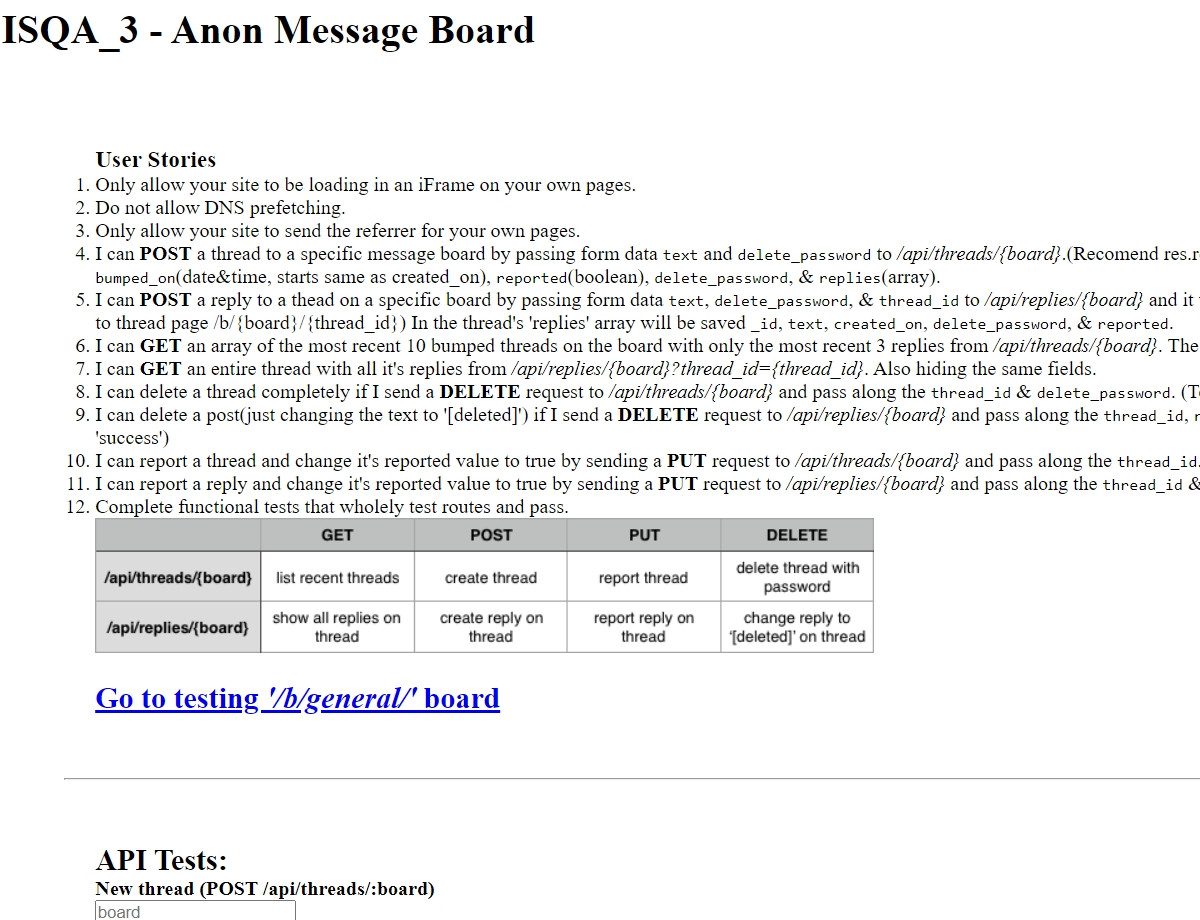 ISQA_3 - Anon Message Board
User Stories
1. Only allow your site to be loading in an iFrame on your own pages.
2. Do not allow DNS prefetching.
3. Only allow your site to send the referrer for your own pages.
4. I can POST a thread to a specific message board by passing form data text and delete_password to /api/threads/{board}.(Recomend res.r
bumped_on(date&time, starts same as created_on), reported(boolean), delete_password, & replies(array).
5. I can POST a reply to a thead on a specific board by passing form data text, delete_password, & thread_id to /api/replies/{board} and it
to thread page /b/{board}/{thread_id}) In the thread's 'replies' array will be saved _id, text, created_on, delete_password, & reported.
6. I can GET an array of the most recent 10 bumped threads on the board with only the most recent 3 replies from /api/threads/{board}. The
7. I can GET an entire thread with all it's replies from /api/replies/{board}?thread_id={thread_id}. Also hiding the same fields.
8. I can delete a thread completely if I send a DELETE request to /api/threads/{board} and pass along the thread_id & delete_password. (T
9. I can delete a post(just changing the text to '[deleted]') if I send a DELETE request to /api/replies/{board} and pass along the thread_id, r
'success')
10. I can report a thread and change it's reported value to true by sending a PUT request to /api/threads/{board} and pass along the thread_id.
11. I can report a reply and change it's reported value to true by sending a PUT request to /api/replies/{board} and pass along the thread_id &
12. Complete functional tests that wholely test routes and pass.
GET POST PUT DELETE
/api/threads/{board} list recent threads create thread report thread delete thread with password
/api/replies/{board} show all replies on thread create reply on thread report reply on thread change reply to '[deleted]' on thread
Go to testing '/b/general/' board
API Tests:
New thread (POST /api/threads/:board)
board